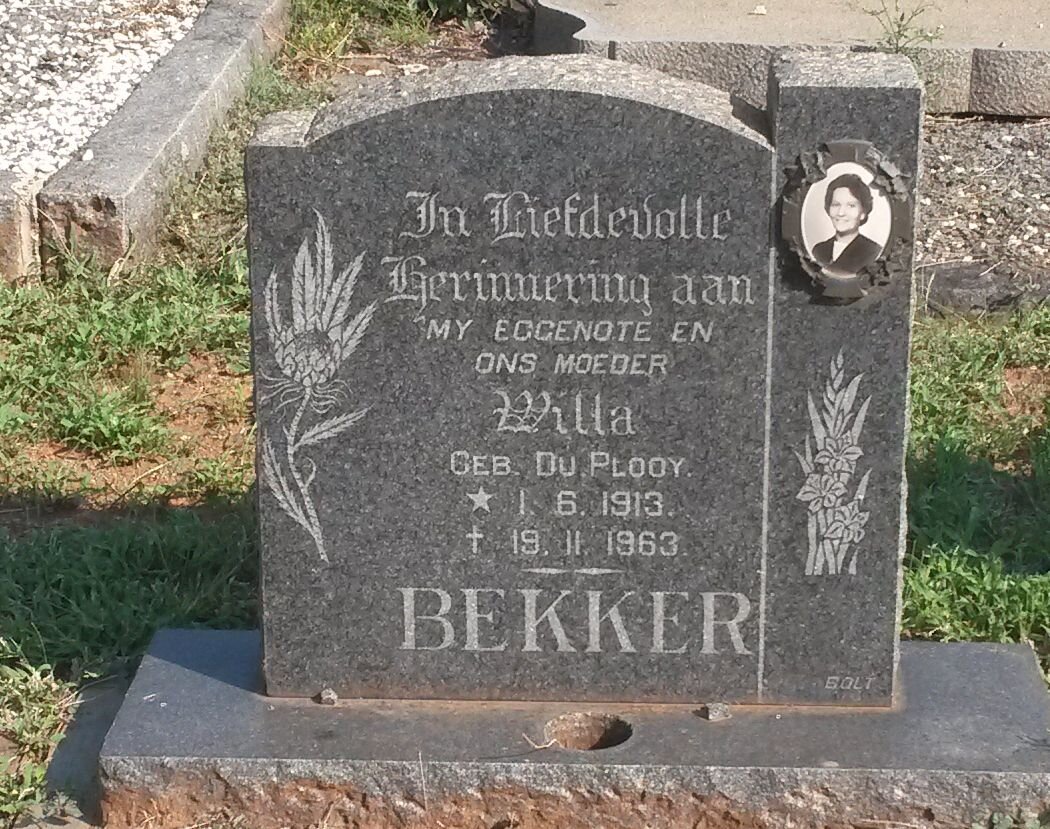 In Liefdevolle
Herinnering aan
MY EGGENOTE EN
ONS MOEDER
Willa
GEB. DU PLOOY.
★ 1. 6. 1913.
† 19. 11. 1963.
BEKKER
BOLT